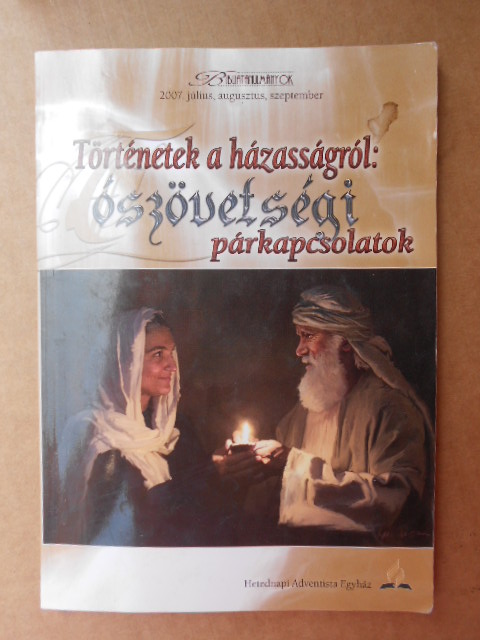 BIBLIATANULMÁNYOK
2007. július, augusztus, szeptember
Történetek a házasságról:
ószövetségi
párkapcsolatok
Hetednapi Adventista Egyház